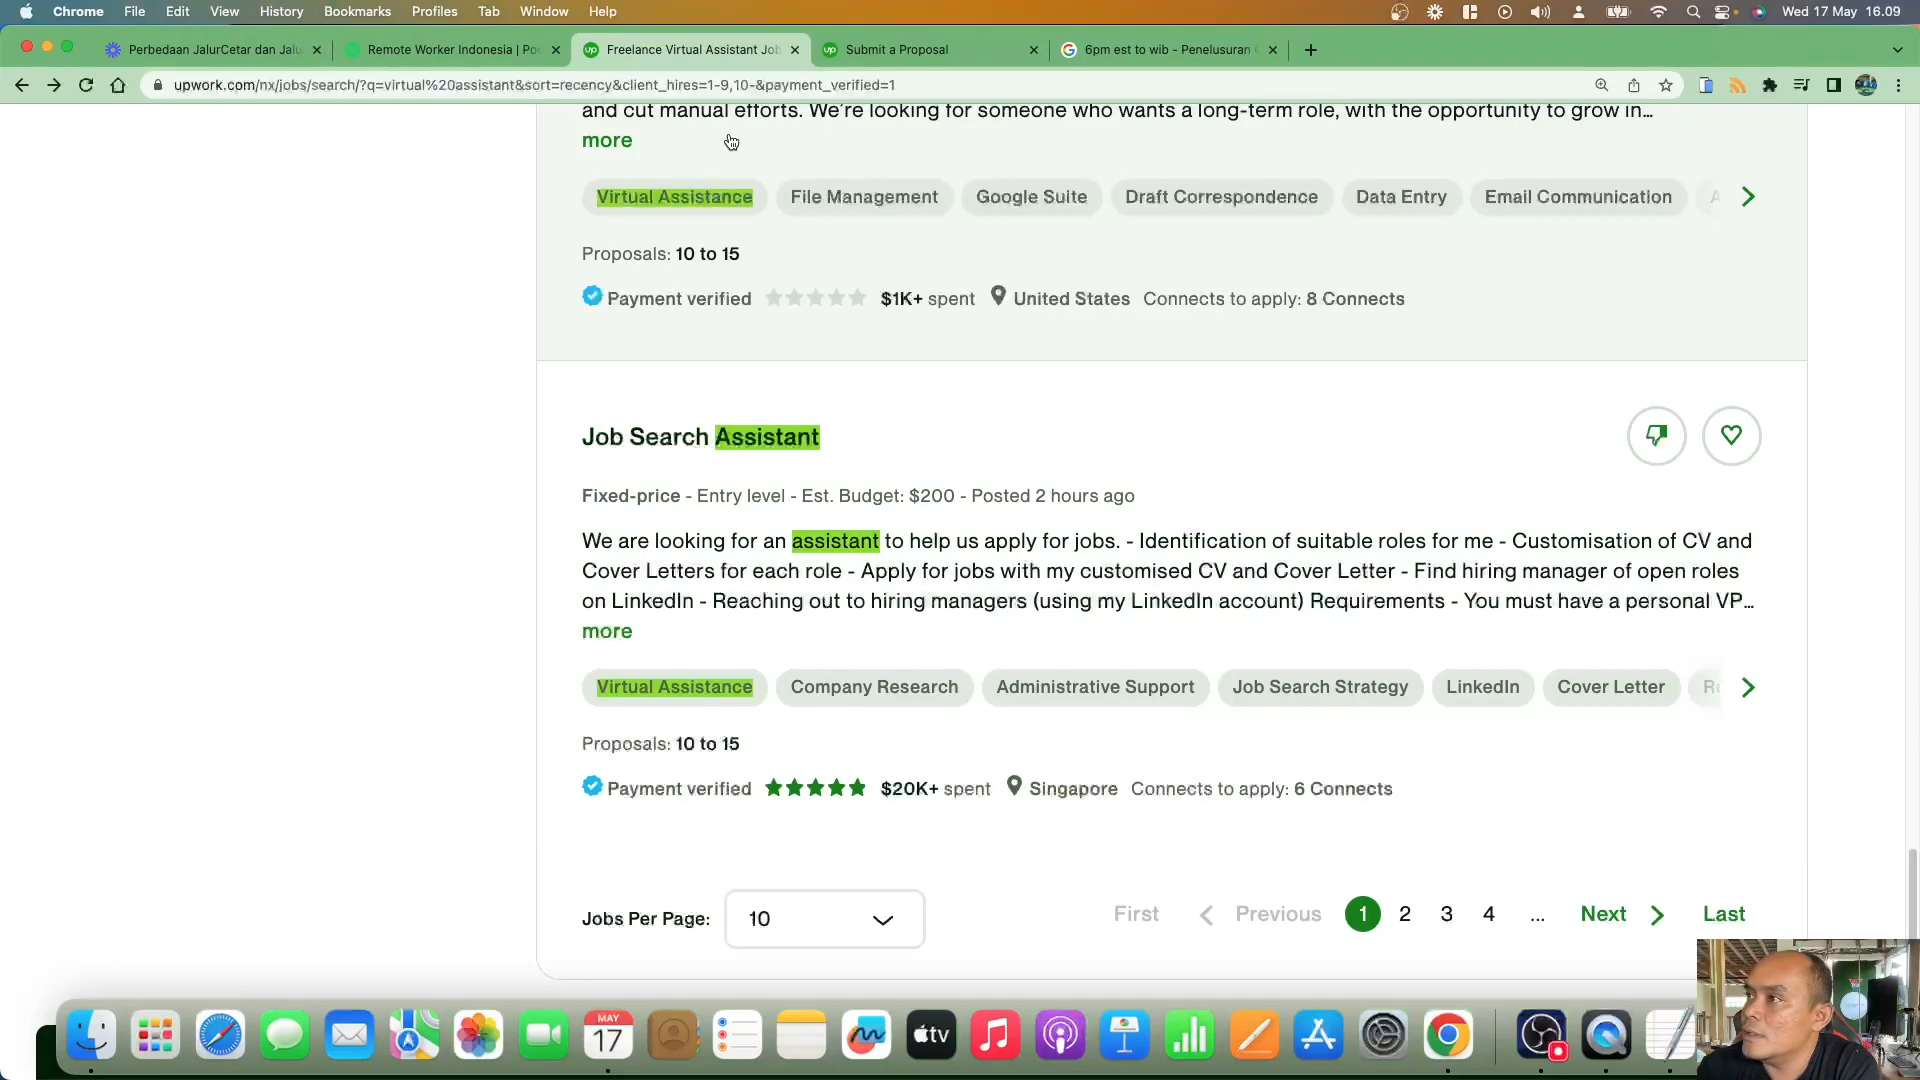 Chrome File Edit View History Bookmarks Profiles Tab Window Help Wed 17 May 16.09
Perbedaan JalurCetar dan Jalu Remote Worker Indonesia | Po Freelance Virtual Assistant Job Submit a Proposal 6pm est to wib - Penelusuran
upwork.com/nx/jobs/search/?q=virtual%20assistant&sort=recency&client_hires=1-9,10-&payment_verified=1
and cut manual efforts. We're looking for someone who wants a long-term role, with the opportunity to grow in...
more
Virtual Assistance File Management Google Suite Draft Correspondence Data Entry Email Communication A
Proposals: 10 to 15
Payment verified $1K+ spent United States Connects to apply: 8 Connects
Job Search Assistant
Fixed-price - Entry level - Est. Budget: $200 - Posted 2 hours ago
We are looking for an assistant to help us apply for jobs. - Identification of suitable roles for me - Customisation of CV and
Cover Letters for each role - Apply for jobs with my customised CV and Cover Letter - Find hiring manager of open roles
on LinkedIn - Reaching out to hiring managers (using my LinkedIn account) Requirements - You must have a personal VP...
more
Virtual Assistance Company Research Administrative Support Job Search Strategy LinkedIn Cover Letter Re
Proposals: 10 to 15
Payment verified $20K+ spent Singapore Connects to apply: 6 Connects
Jobs Per Page: 10 First Previous 1 2 3 4 ... Next Last
MAY
17
tv